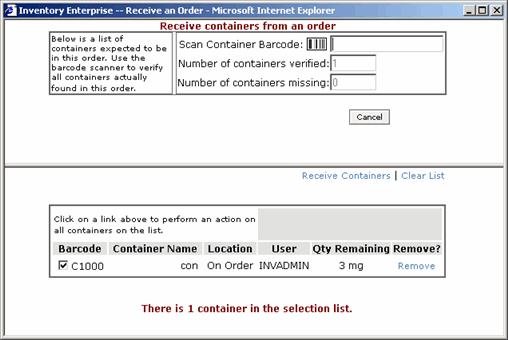 Inventory Enterprise -- Receive an Order - Microsoft Internet Explorer
Receive containers from an order
Below is a list of
containers expected to be
in this order. Use the
barcode scanner to verify
all containers actually
found in this order.
Scan Container Barcode:
Number of containers verified: 1
Number of containers missing: 0
Cancel
Receive Containers | Clear List
Click on a link above to perform an action on
all containers on the list.
Barcode Container Name Location User Qty Remaining Remove?
C1000 con On Order INVADMIN 3 mg Remove
There is 1 container in the selection list.